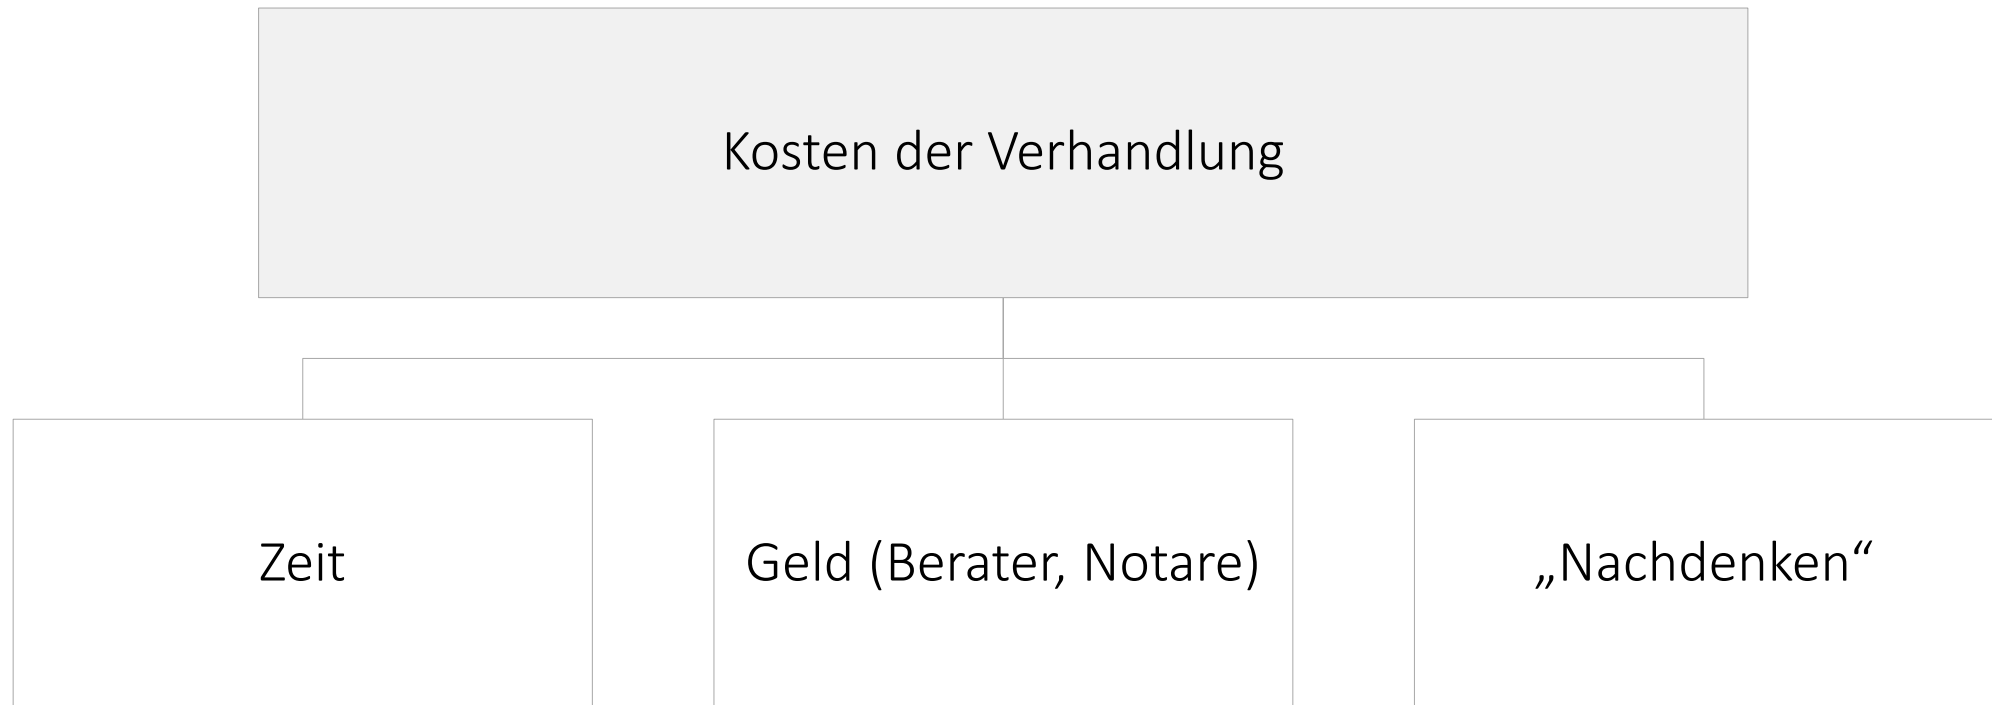 Kosten der Verhandlung
Zeit
Geld (Berater, Notare)
„Nachdenken“